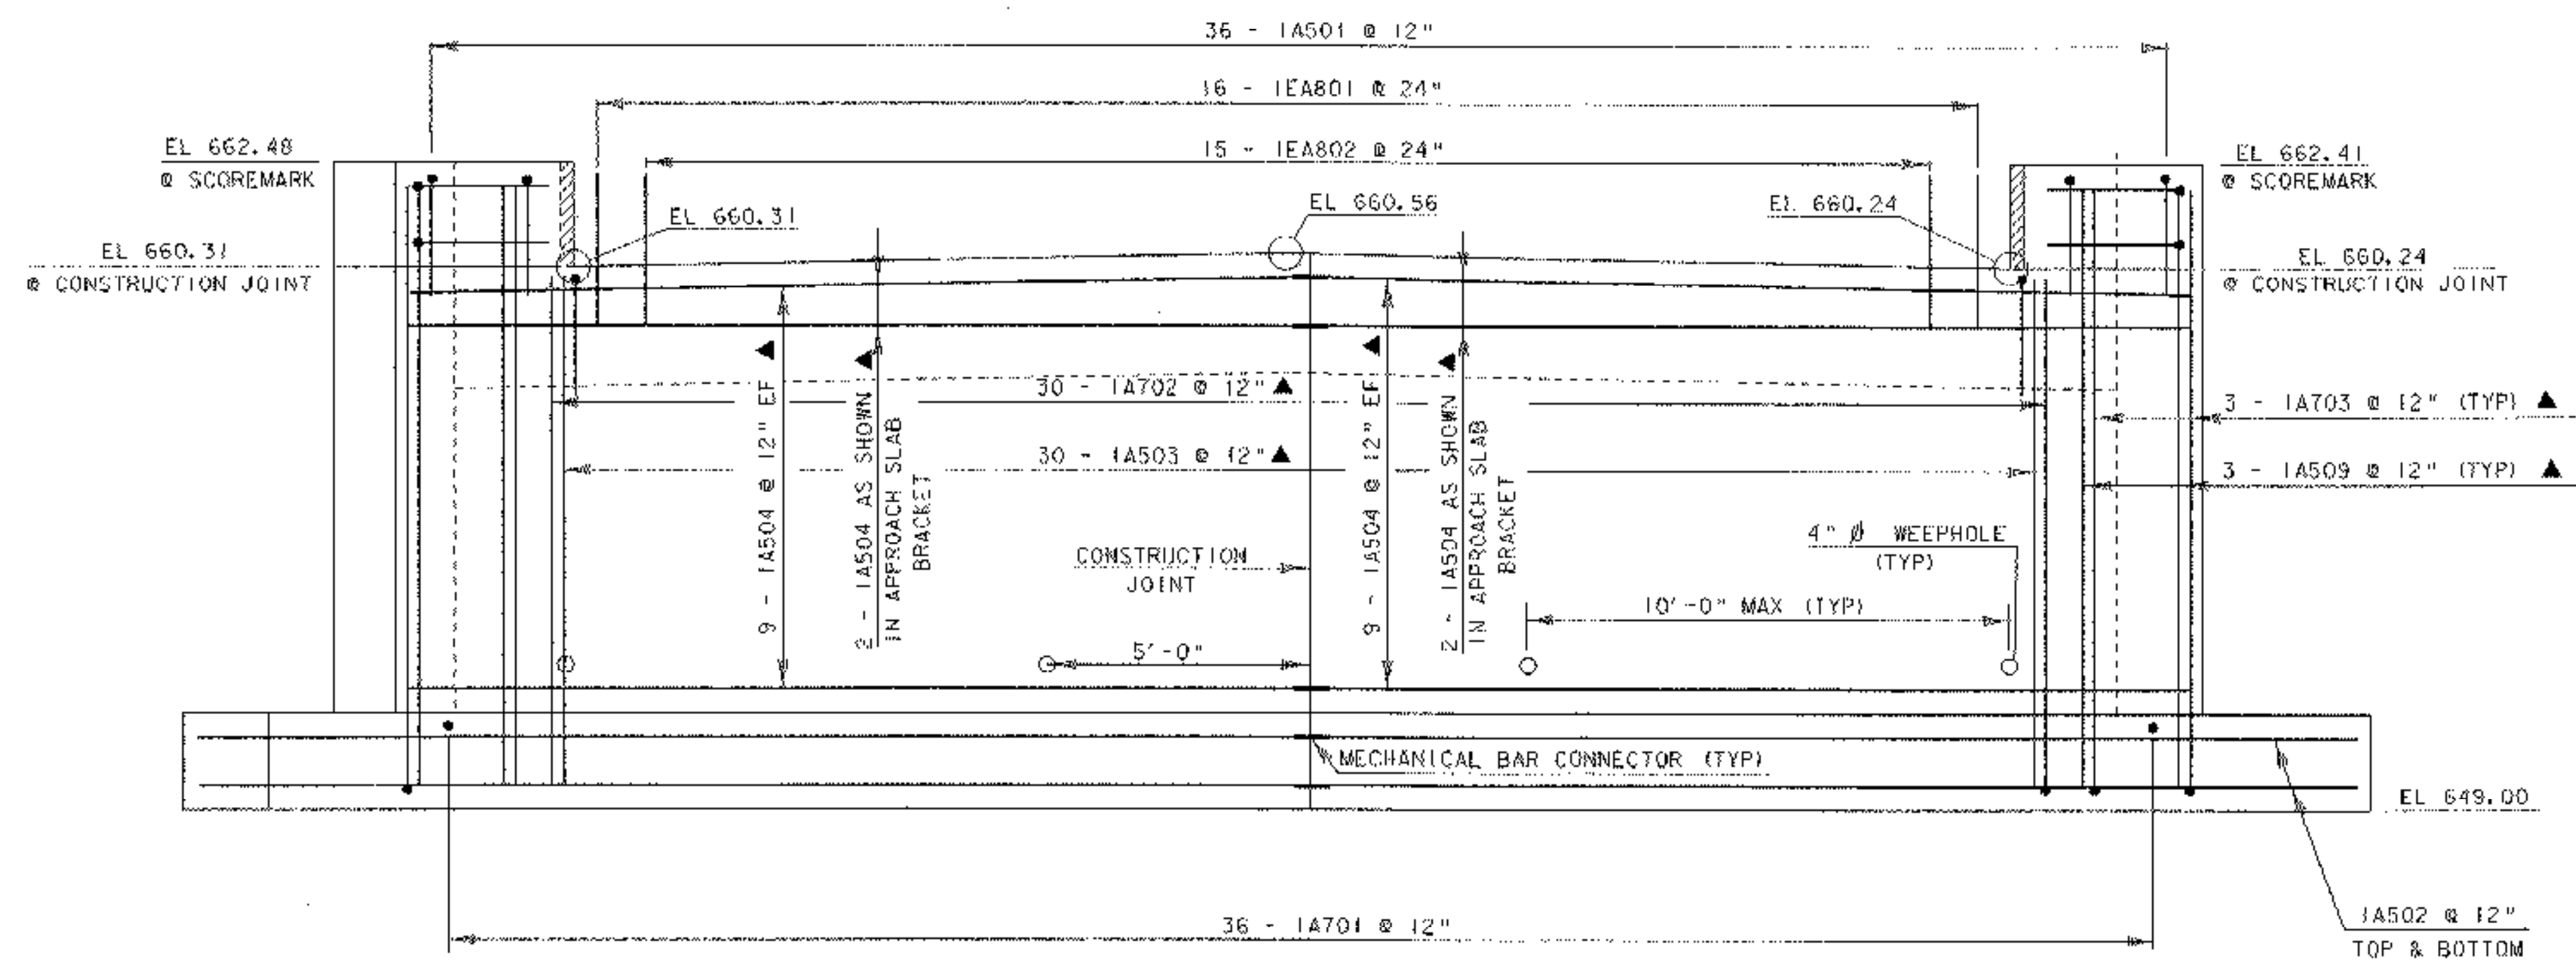 36 - 1A501 @ 12"
16 - 1EA801 @ 24"
15 - 1EA802 @ 24"
EL 662.48
@ SCOREMARK
EL 662.41
@ SCOREMARK
EL 660.31
EL 660.56
EL 660.24
EL 660.31
@ CONSTRUCTION JOINT
EL 660.24
@ CONSTRUCTION JOINT
9 - 1A504 @ 12" EF ▲
2 - 1A504 AS SHOWN ▲
IN APPROACH SLAB
BRACKET
30 - 1A702 @ 12" ▲
30 - 1A503 @ 12" ▲
9 - 1A504 @ 12" EF ▲
2 - 1A504 AS SHOWN ▲
IN APPROACH SLAB
BRACKET
3 - 1A703 @ 12" (TYP) ▲
3 - 1A509 @ 12" (TYP) ▲
CONSTRUCTION
JOINT
4" Ø WEEPHOLE
(TYP)
10'-0" MAX (TYP)
5'-0"
MECHANICAL BAR CONNECTOR (TYP)
EL 649.00
36 - 1A701 @ 12"
1A502 @ 12"
TOP & BOTTOM